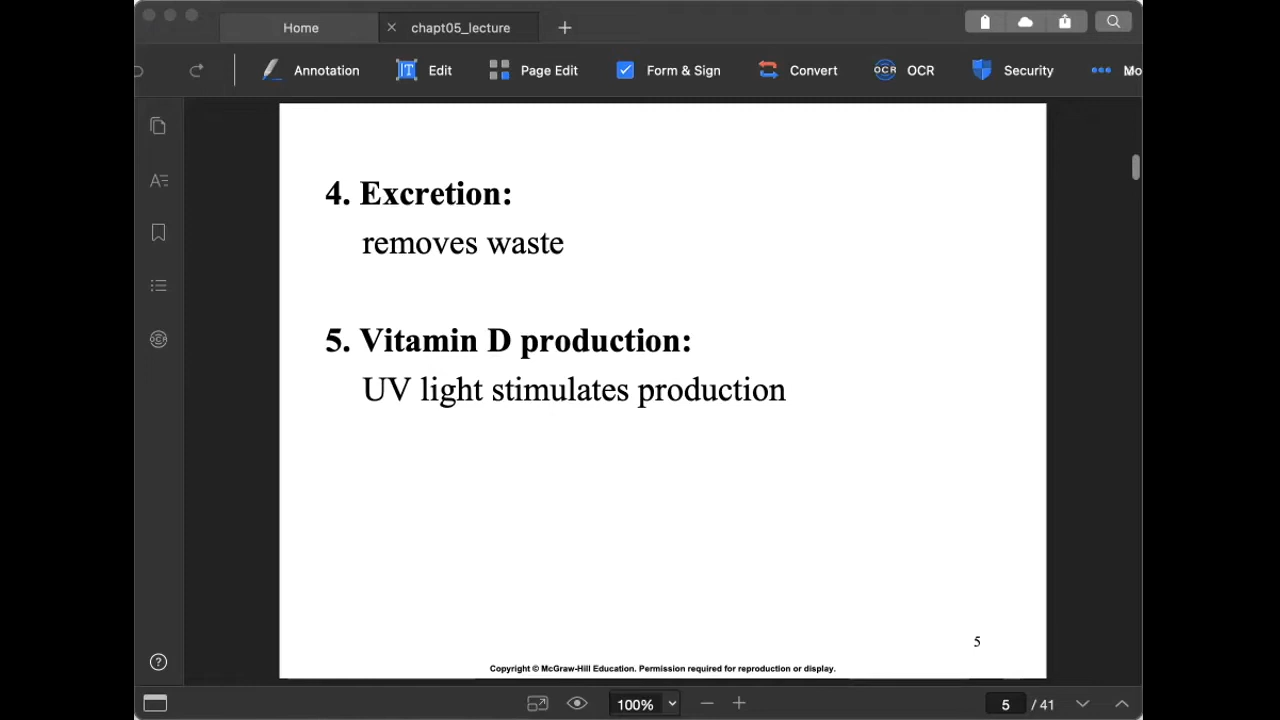 Home
chapt05_lecture
Annotation
Edit
Page Edit
Form & Sign
Convert
OCR
OCR
Security
Mo
4. Excretion:
removes waste
5. Vitamin D production:
UV light stimulates production
5
Copyright © McGraw-Hill Education. Permission required for reproduction or display.
100%
5 / 41